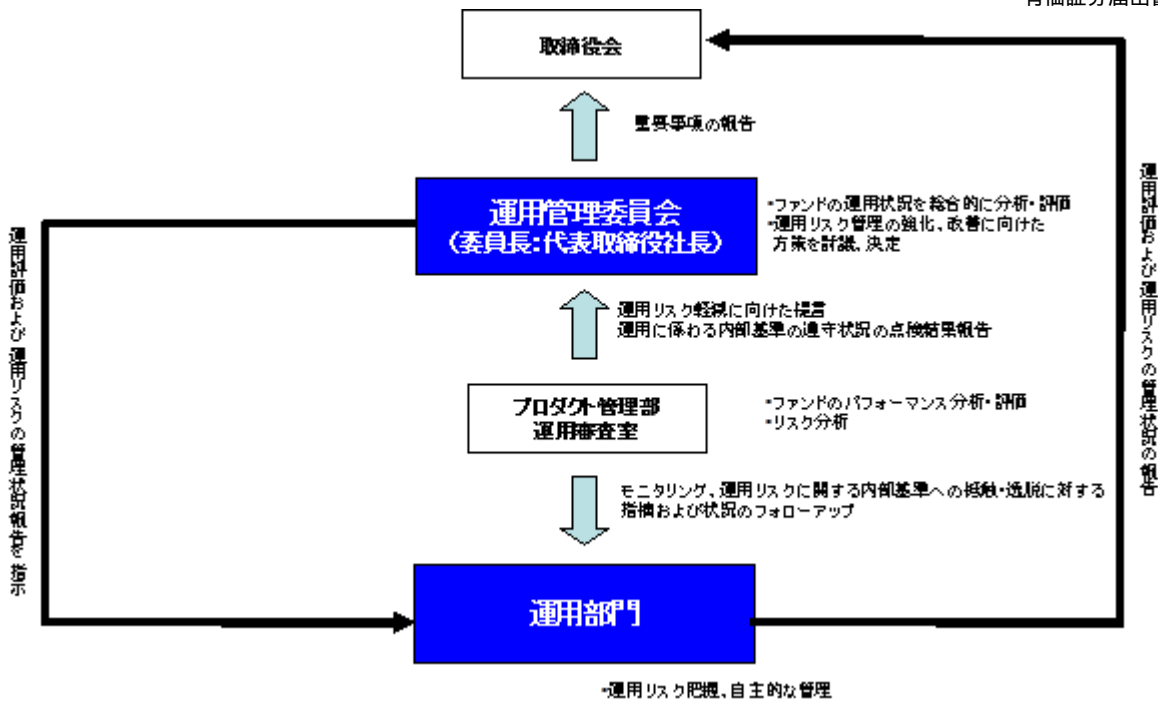 取締役会
重要事項の報告
運用管理委員会
(委員長:代表取締役社長)
・ファンドの運用状況を総合的に分析・評価
・運用リスク管理の強化、改善に向けた
方策を討議、決定
運用リスク軽減に向けた提言
運用に係わる内部基準の遵守状況の点検結果報告
プロダクト管理部
運用審査室
・ファンドのパフォーマンス分析・評価
・リスク分析
モニタリング、運用リスクに関する内部基準への抵触・逸脱に対する
指摘および状況のフォローアップ
運用部門
・運用リスク把握、自主的な管理
運用評価および運用リスクの管理状況報告を指示
運用評価および運用リスクの管理状況の報告